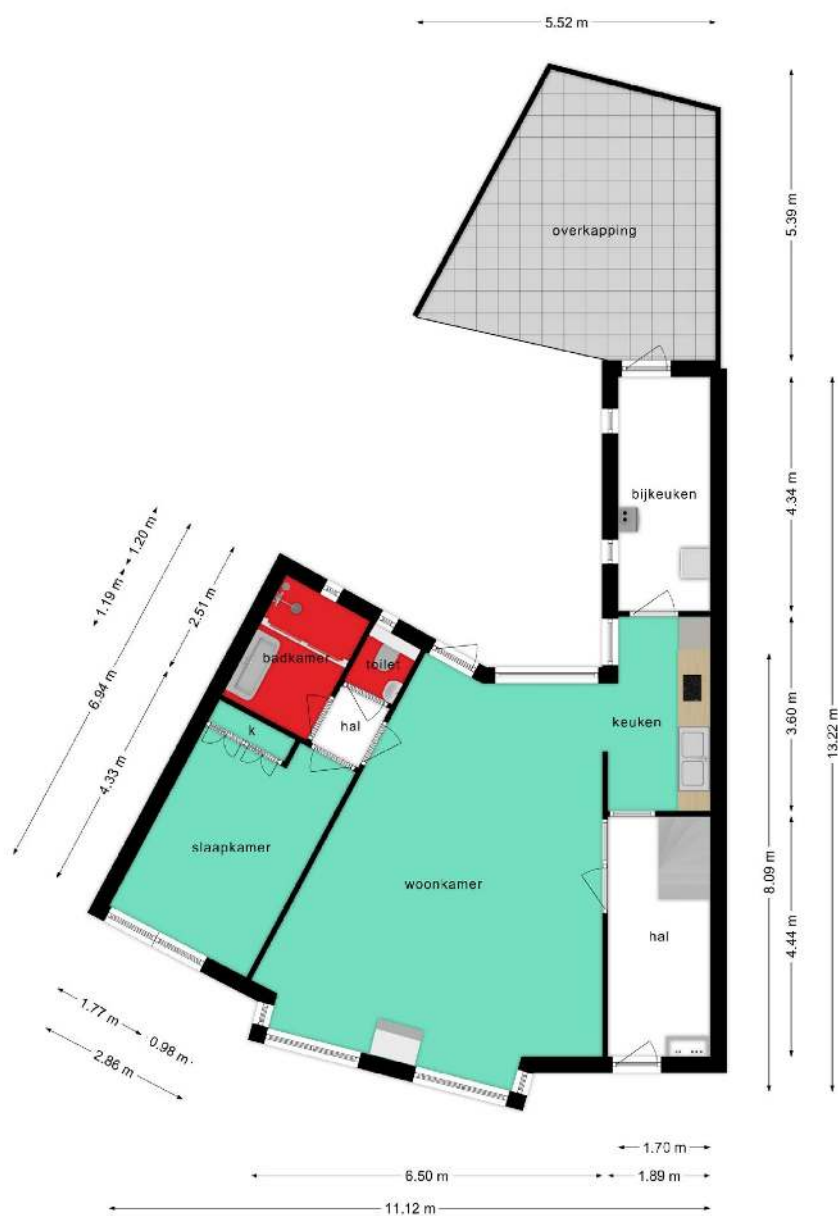 5.52 m
5.39 m
overkapping
4.34 m
bijkeuken
13.22 m
1.20 m
1.19 m
2.51 m
6.94 m
4.33 m
badkamer
toilet
hal
k
keuken
3.60 m
slaapkamer
woonkamer
8.09 m
hal
4.44 m
1.77 m
0.98 m
2.86 m
1.70 m
6.50 m
1.89 m
11.12 m